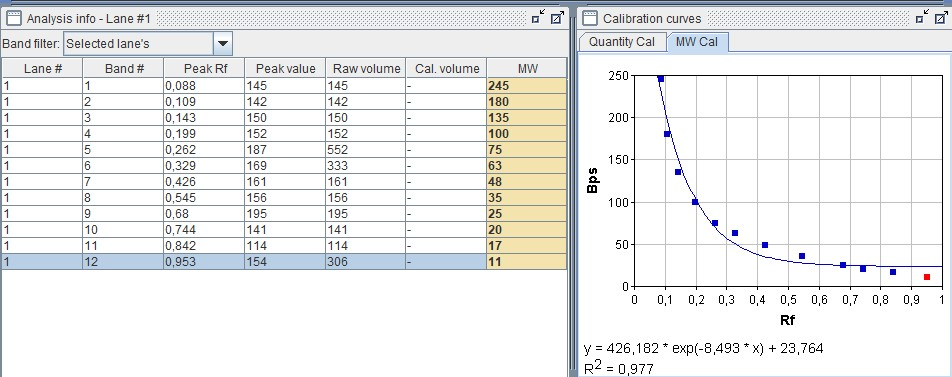 Analysis info - Lane #1
Band filter: Selected lane's
Lane # Band # Peak Rf Peak value Raw volume Cal. volume MW
1 1 0,088 145 145 - 245
1 2 0,109 142 142 - 180
1 3 0,143 150 150 - 135
1 4 0,199 152 152 - 100
1 5 0,262 187 552 - 75
1 6 0,329 169 333 - 63
1 7 0,426 161 161 - 48
1 8 0,545 156 156 - 35
1 9 0,68 195 195 - 25
1 10 0,744 141 141 - 20
1 11 0,842 114 114 - 17
1 12 0,953 154 306 - 11
Calibration curves
Quantity Cal MW Cal
250
200
150
100
50
0
Bps
0 0,1 0,2 0,3 0,4 0,5 0,6 0,7 0,8 0,9 1
Rf
y = 426,182 * exp(-8,493 * x) + 23,764
R2 = 0,977